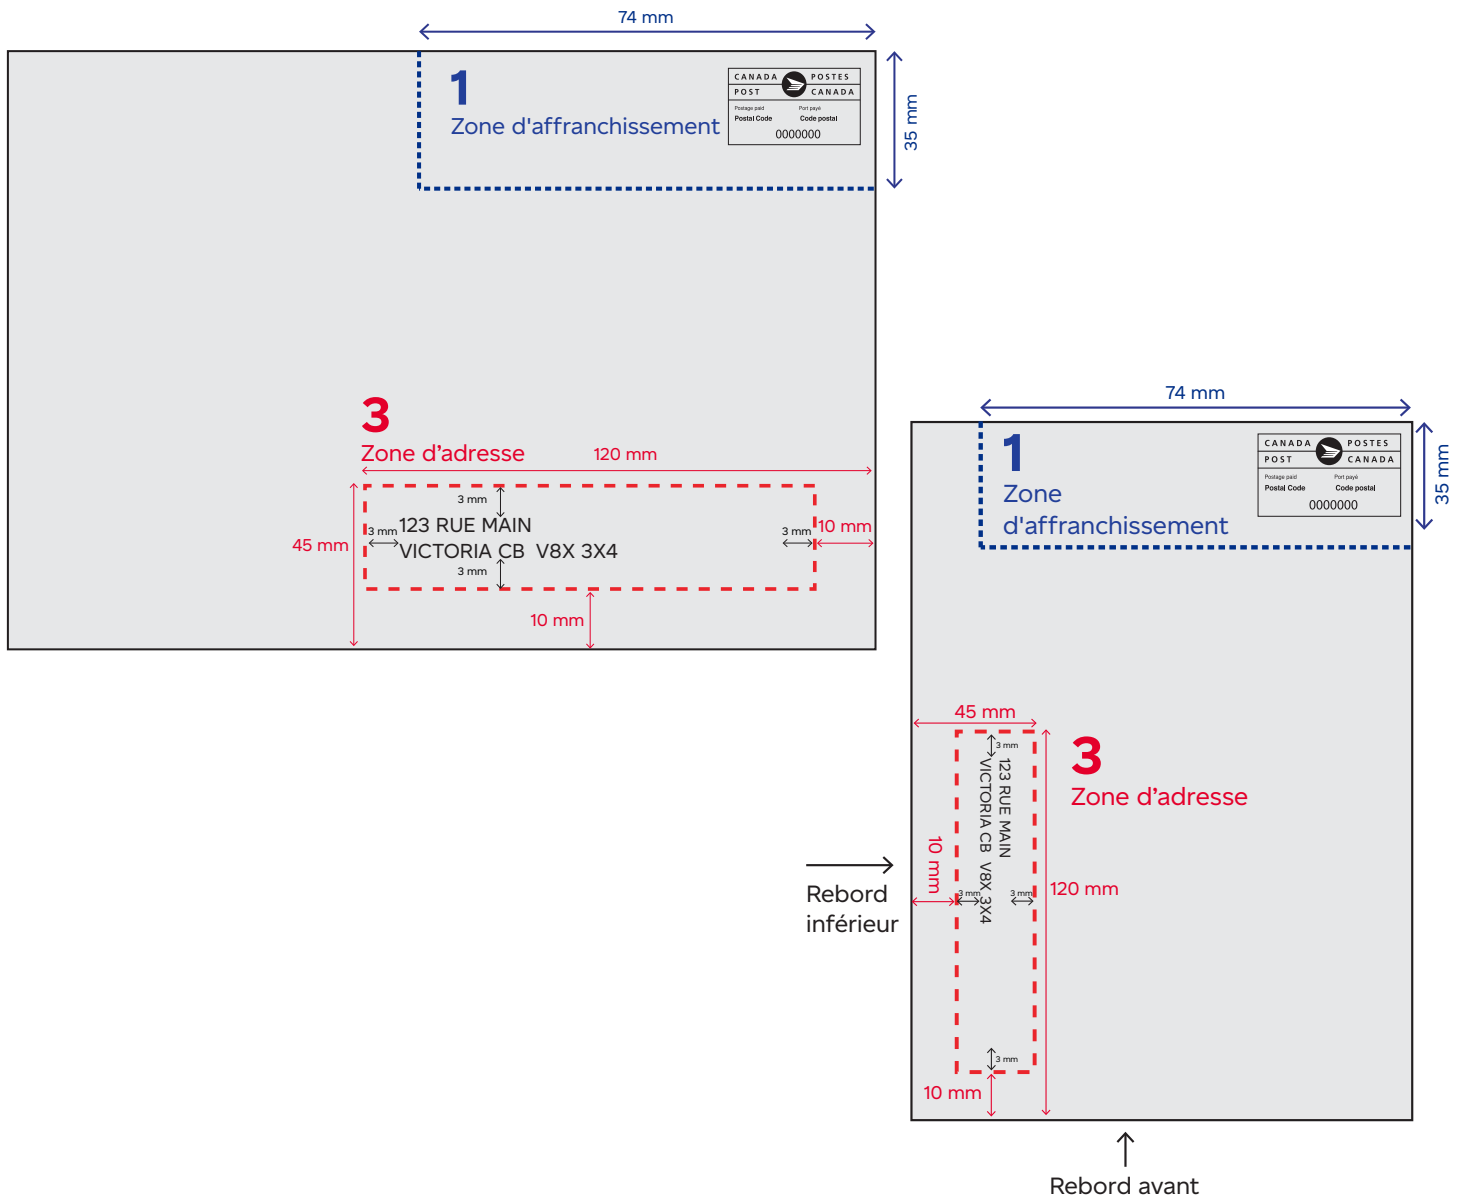 74 mm
1
Zone d'affranchissement
CANADA POSTES
POST CANADA
Postage paid Port payé
Postal Code Code postal
0000000
35 mm
3
Zone d’adresse
120 mm
3 mm
3 mm
123 RUE MAIN
3 mm
10 mm
45 mm
VICTORIA CB  V8X 3X4
3 mm
10 mm
74 mm
1
Zone
d'affranchissement
CANADA POSTES
POST CANADA
Postage paid Port payé
Postal Code Code postal
0000000
35 mm
45 mm
3 mm
123 RUE MAIN
VICTORIA CB  V8X 3X4
3
Zone d’adresse
10 mm
3 mm
3 mm
120 mm
Rebord
inférieur
3 mm
10 mm
Rebord avant